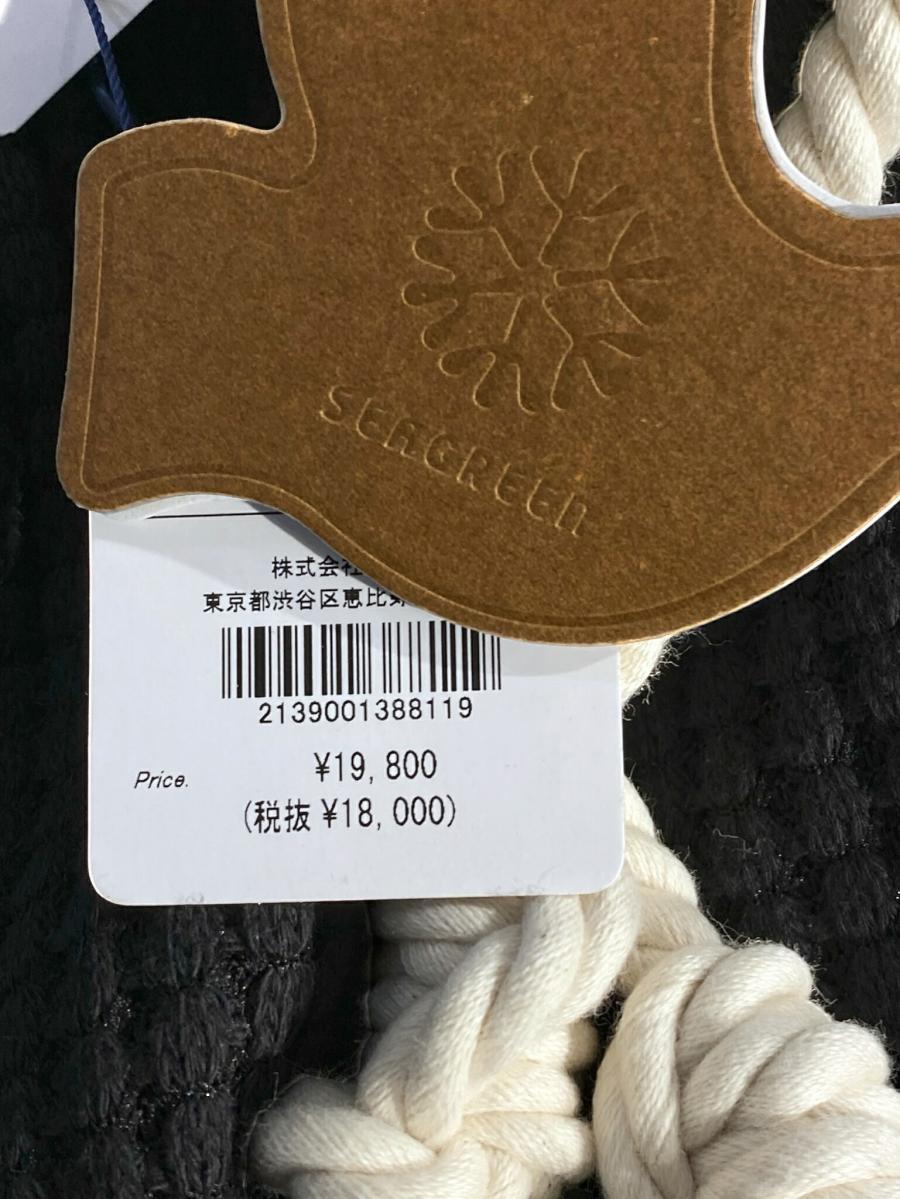 SEAGREEN
株式会社
東京都渋谷区恵比寿
2139001388119
Price. ¥19,800
(税抜 ¥18,000)